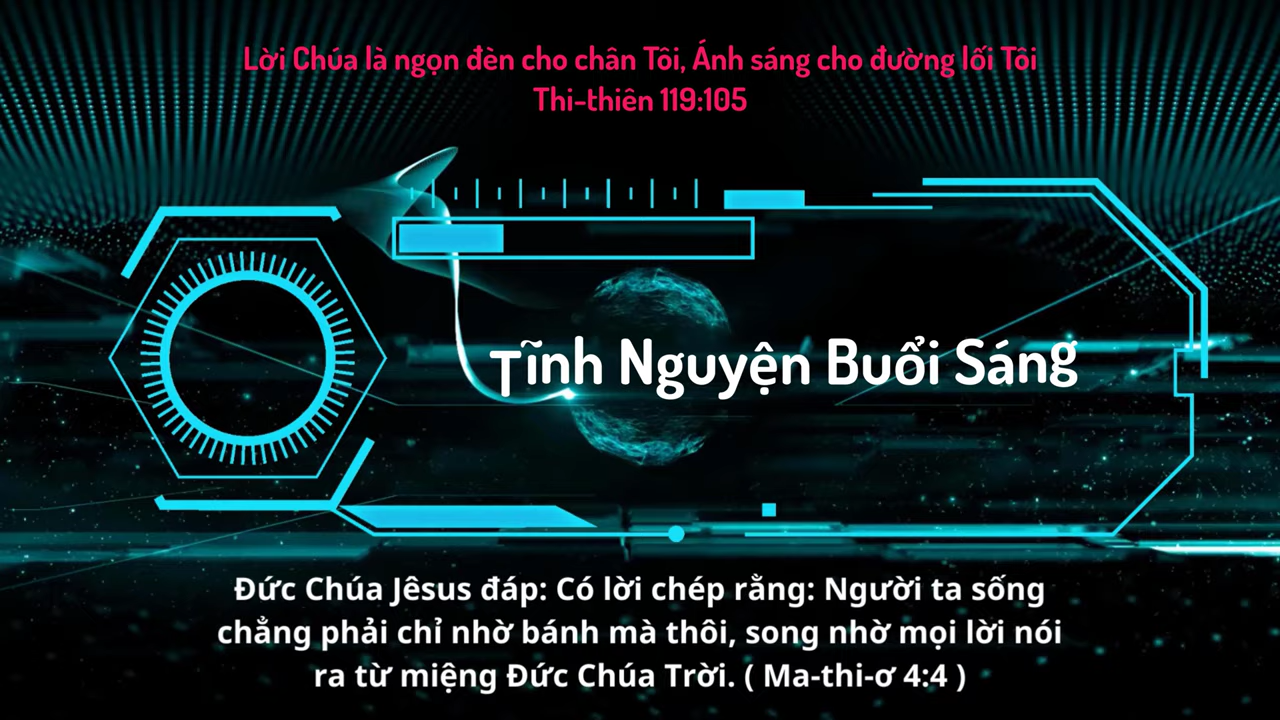 Lời Chúa là ngọn đèn cho chân Tôi, Ánh sáng cho đường lối Tôi
Thi-thiên 119:105
Tĩnh Nguyện Buổi Sáng
Đức Chúa Jêsus đáp: Có lời chép rằng: Người ta sống
chẳng phải chỉ nhờ bánh mà thôi, song nhờ mọi lời nói
ra từ miệng Đức Chúa Trời. ( Ma-thi-ơ 4:4 )